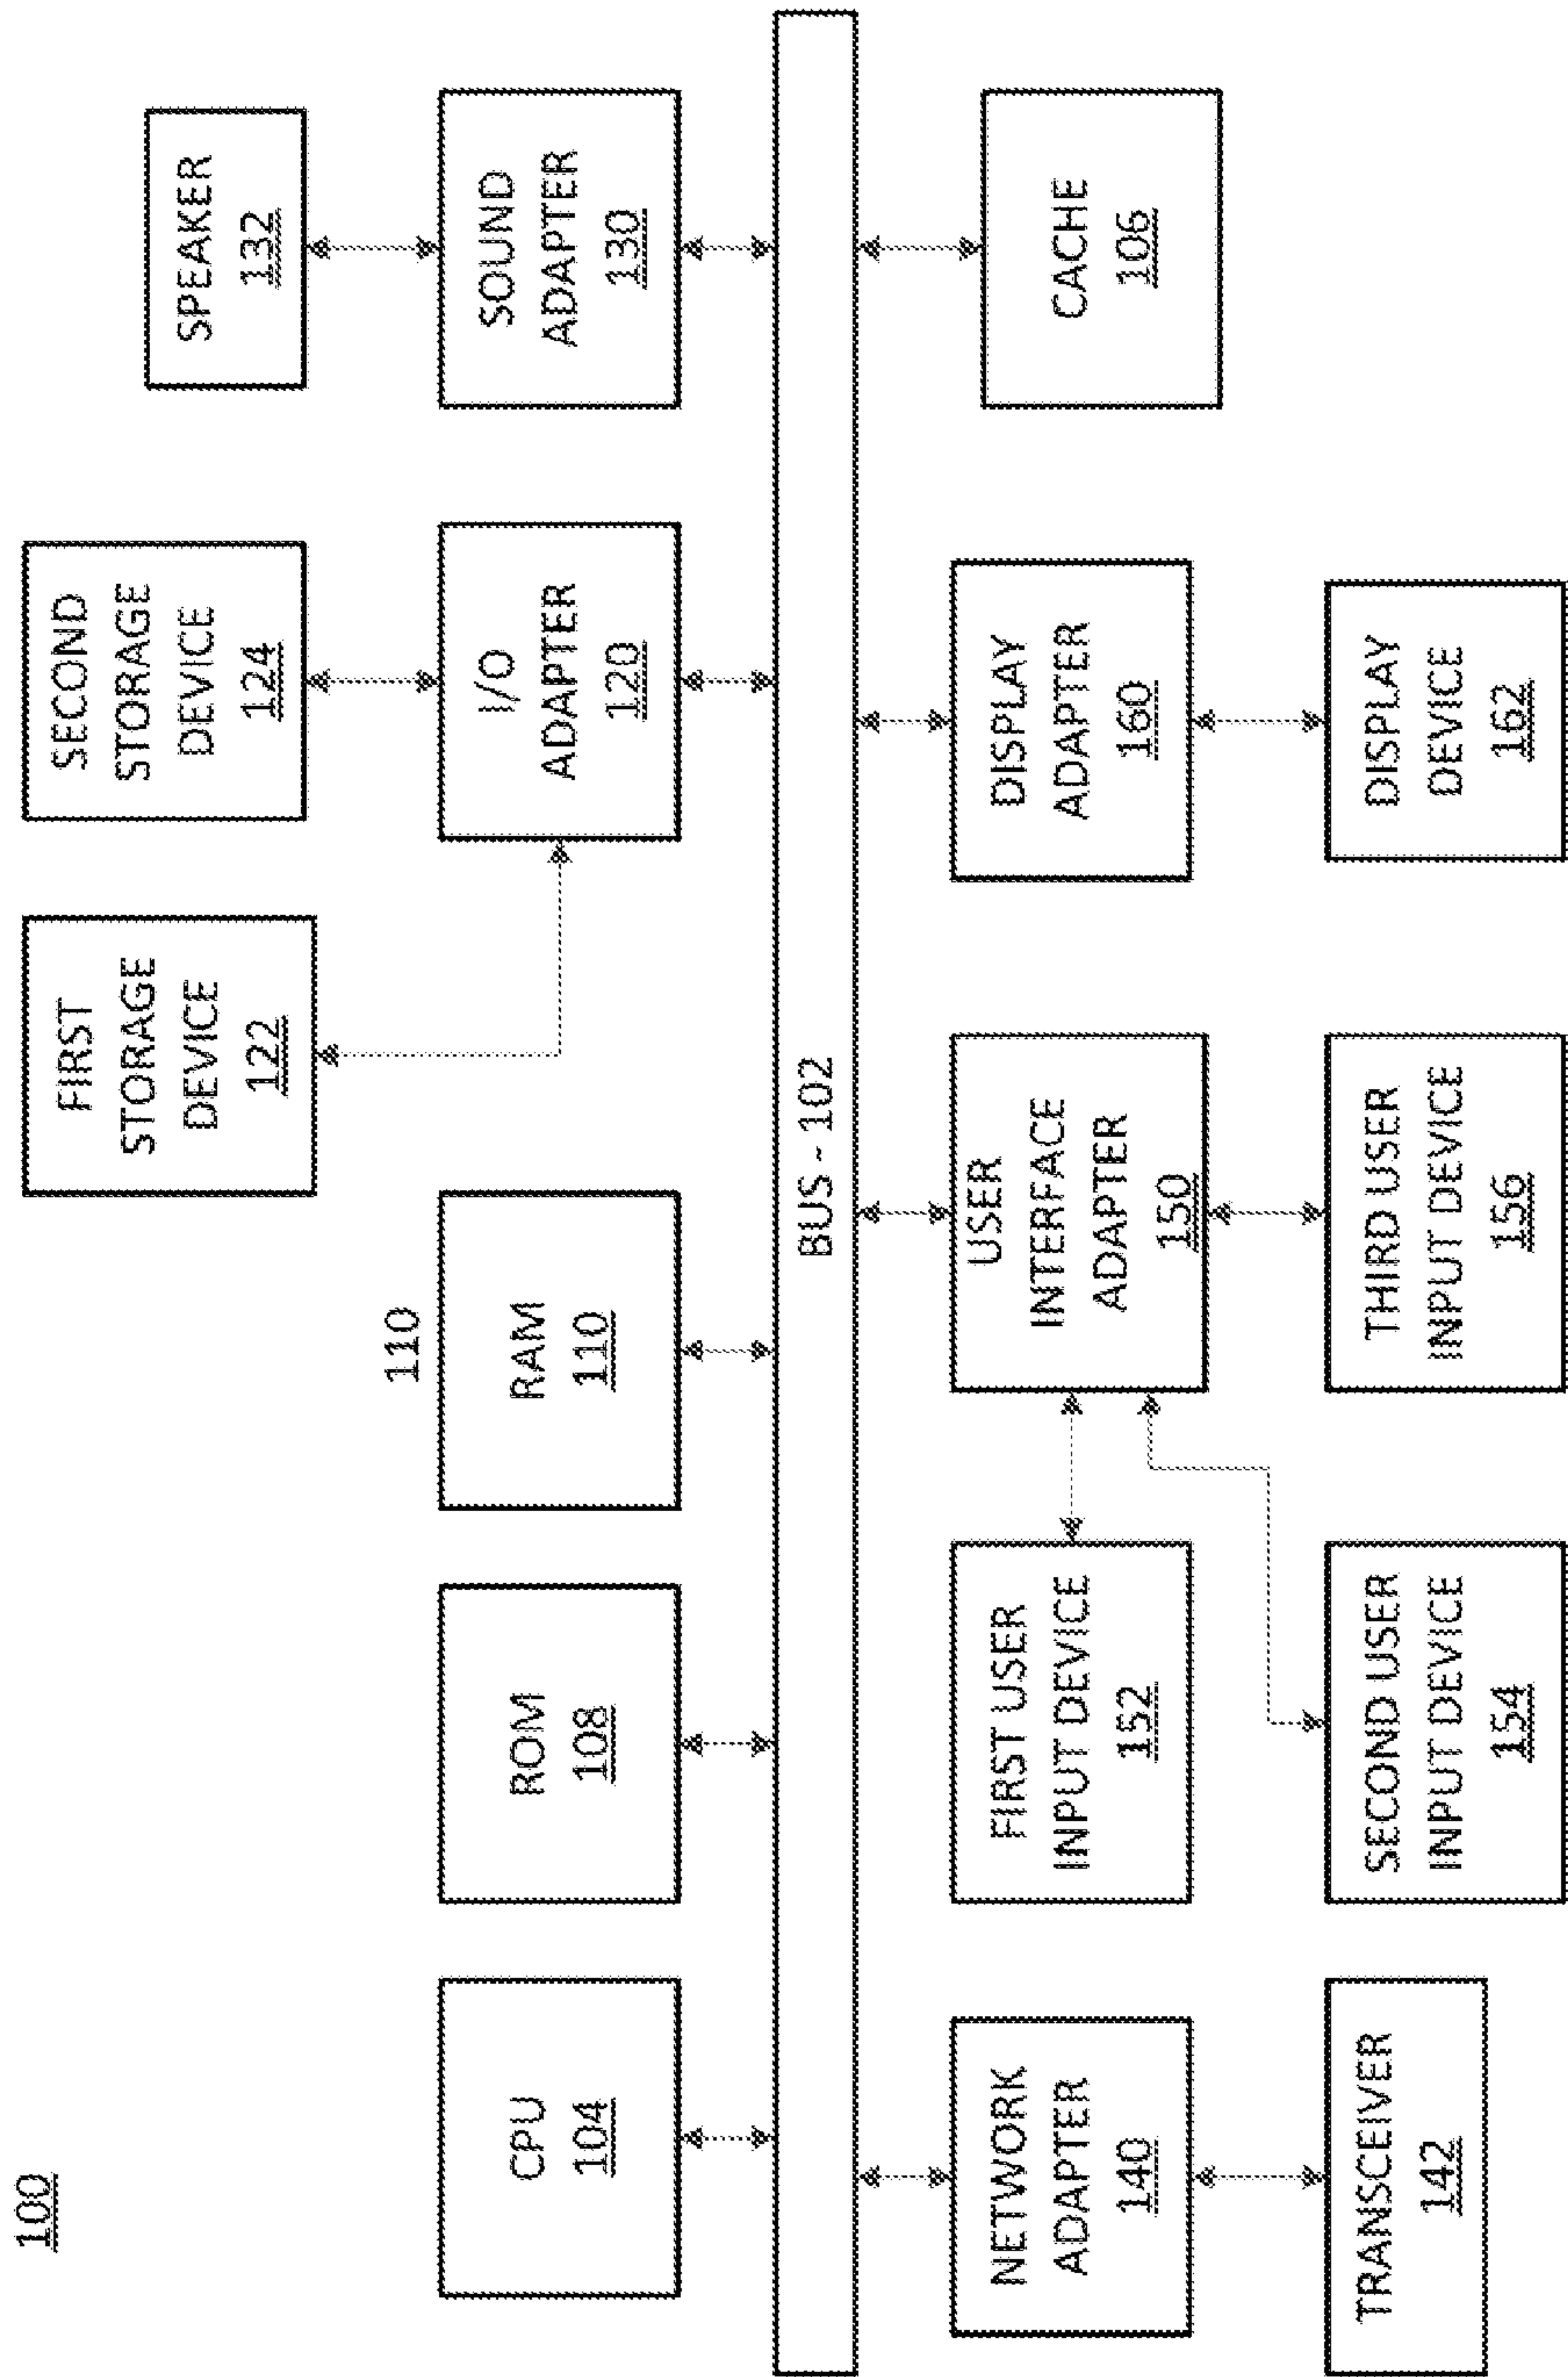 100
FIRST
STORAGE
DEVICE
122
SECOND
STORAGE
DEVICE
124
SPEAKER
132
110
CPU
104
ROM
108
RAM
110
I/O
ADAPTER
120
SOUND
ADAPTER
130
BUS - 102
NETWORK
ADAPTER
140
FIRST USER
INPUT DEVICE
152
USER
INTERFACE
ADAPTER
150
DISPLAY
ADAPTER
160
CACHE
106
TRANSCEIVER
142
SECOND USER
INPUT DEVICE
154
THIRD USER
INPUT DEVICE
156
DISPLAY
DEVICE
162